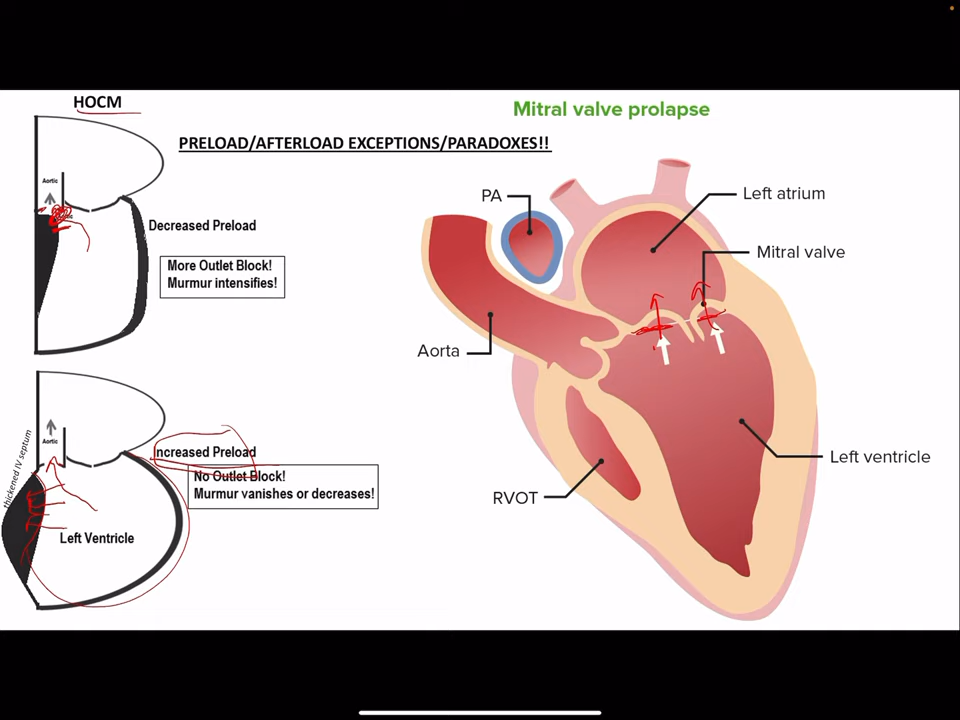 HOCM
PRELOAD/AFTERLOAD EXCEPTIONS/PARADOXES!!
Aortic
Decreased Preload
More Outlet Block!
Murmur intensifies!
Aortic
thickened IV septum
Increased Preload
No Outlet Block!
Murmur vanishes or decreases!
Left Ventricle
Mitral valve prolapse
PA
Left atrium
Mitral valve
Aorta
Left ventricle
RVOT